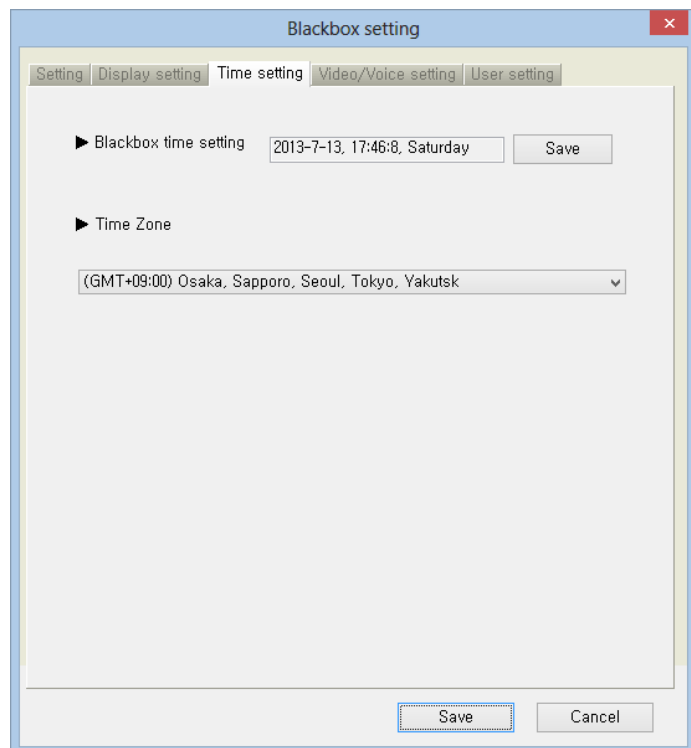 Blackbox setting
Setting Display setting Time setting Video/Voice setting User setting
▶ Blackbox time setting 2013-7-13, 17:46:8, Saturday Save
▶ Time Zone
(GMT+09:00) Osaka, Sapporo, Seoul, Tokyo, Yakutsk
Save Cancel